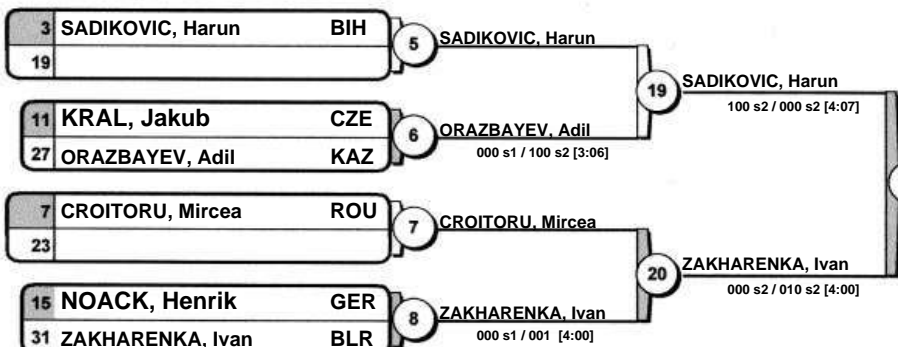 3 SADIKOVIC, Harun BIH
19
5 SADIKOVIC, Harun
11 KRAL, Jakub CZE
27 ORAZBAYEV, Adil KAZ
6 ORAZBAYEV, Adil
000 s1 / 100 s2 [3:06]
19 SADIKOVIC, Harun
100 s2 / 000 s2 [4:07]
7 CROITORU, Mircea ROU
23
7 CROITORU, Mircea
15 NOACK, Henrik GER
31 ZAKHARENKA, Ivan BLR
8 ZAKHARENKA, Ivan
000 s1 / 001 [4:00]
20 ZAKHARENKA, Ivan
000 s2 / 010 s2 [4:00]